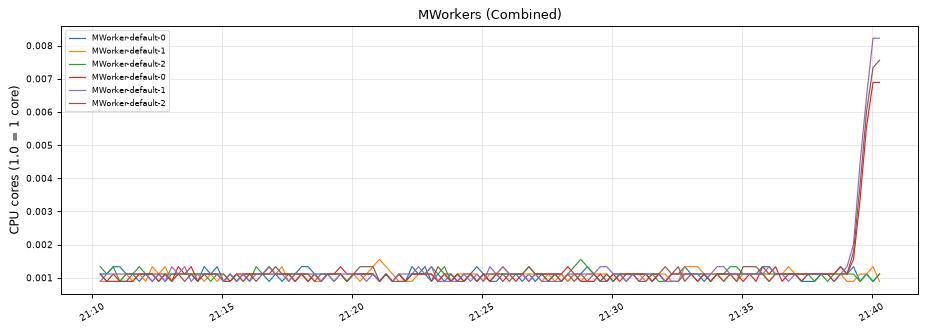 MWorkers (Combined)
MWorker-default-0
MWorker-default-1
MWorker-default-2
MWorker-default-0
MWorker-default-1
MWorker-default-2
CPU cores (1.0 = 1 core)
0.008
0.007
0.006
0.005
0.004
0.003
0.002
0.001
21:10
21:15
21:20
21:25
21:30
21:35
21:40